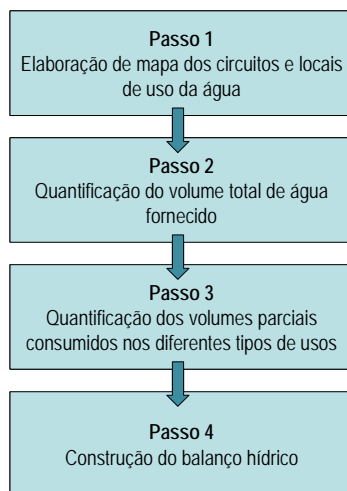 Passo 1
Elaboração de mapa dos circuitos e locais
de uso da água
Passo 2
Quantificação do volume total de água
fornecido
Passo 3
Quantificação dos volumes parciais
consumidos nos diferentes tipos de usos
Passo 4
Construção do balanço hídrico